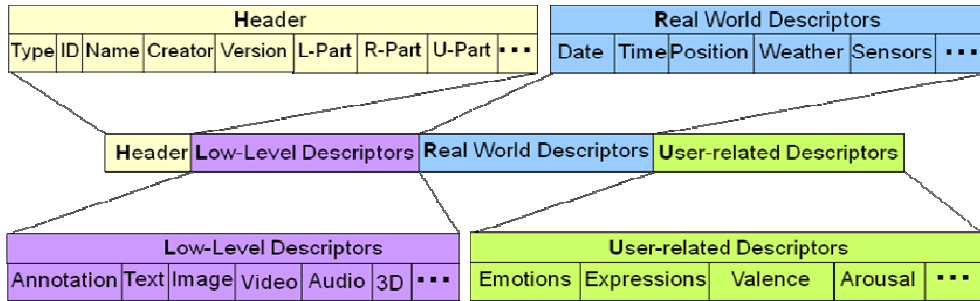 Header
Type ID Name Creator Version L-Part R-Part U-Part ...
Real World Descriptors
Date Time Position Weather Sensors ...
Header Low-Level Descriptors Real World Descriptors User-related Descriptors
Low-Level Descriptors
Annotation Text Image Video Audio 3D ...
User-related Descriptors
Emotions Expressions Valence Arousal ...